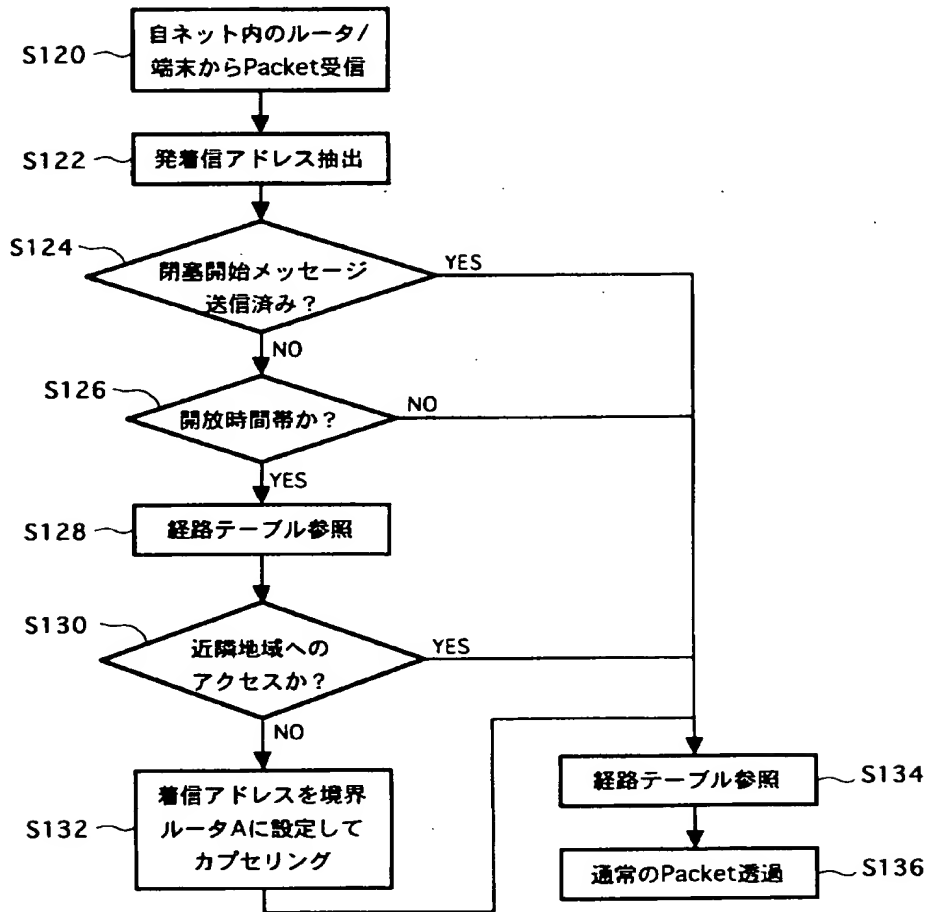 S120
自ネット内のルータ/
端末からPacket受信
S122
発着信アドレス抽出
S124
閉塞開始メッセージ
送信済み？
YES
NO
S126
開放時間帯か？
NO
YES
S128
経路テーブル参照
S130
近隣地域への
アクセスか？
YES
NO
S132
着信アドレスを境界
ルータAに設定して
カプセリング
経路テーブル参照
S134
通常のPacket透過
S136